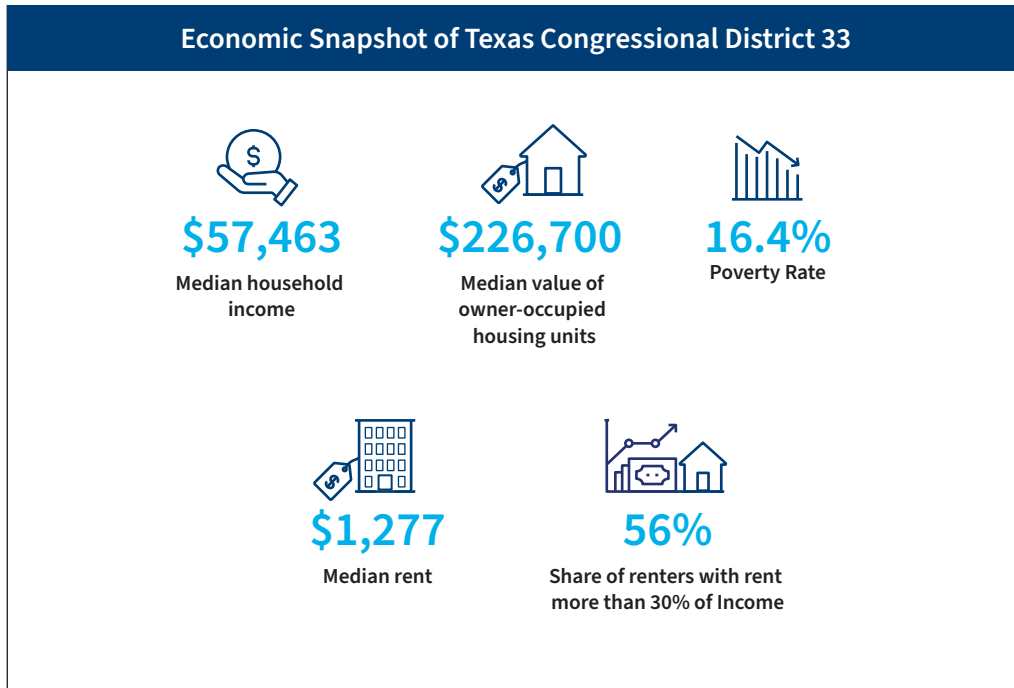 Economic Snapshot of Texas Congressional District 33
$
$
$57,463
Median household
income
$226,700
Median value of
owner-occupied
housing units
16.4%
Poverty Rate
$
$1,277
Median rent
56%
Share of renters with rent
more than 30% of Income